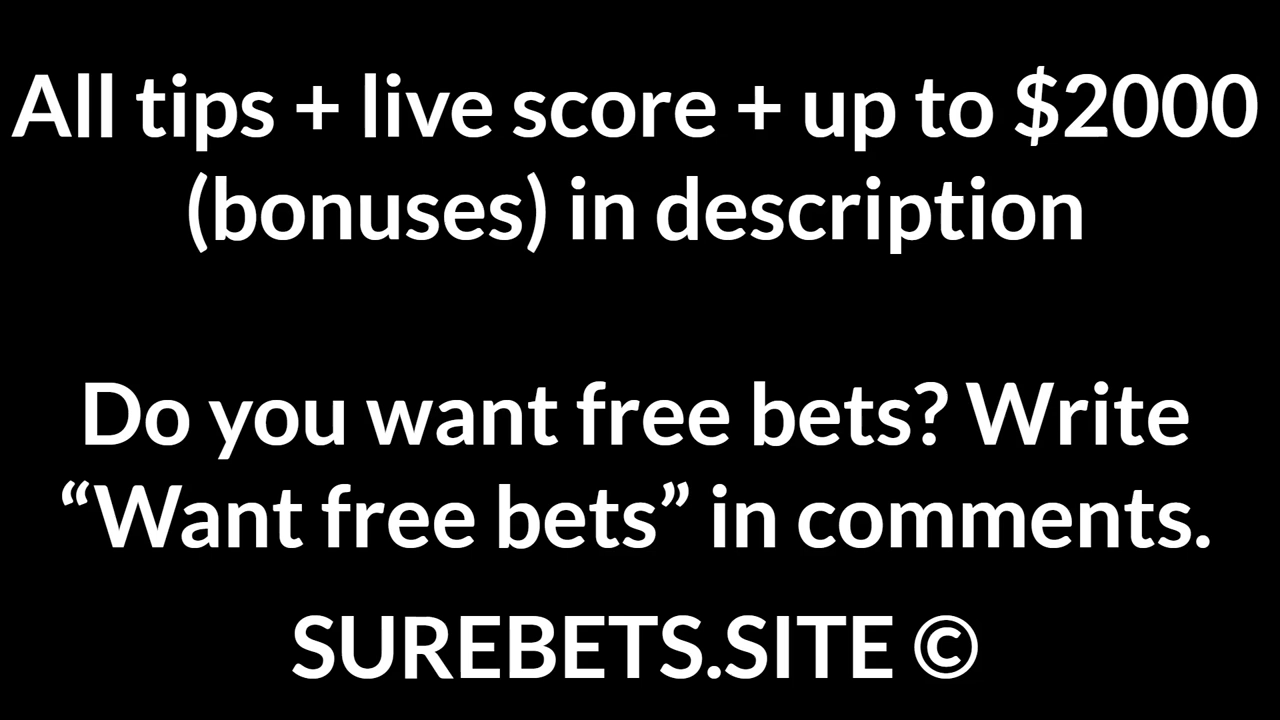 All tips + live score + up to $2000
(bonuses) in description
Do you want free bets? Write
“Want free bets” in comments.
SUREBETS.SITE ©